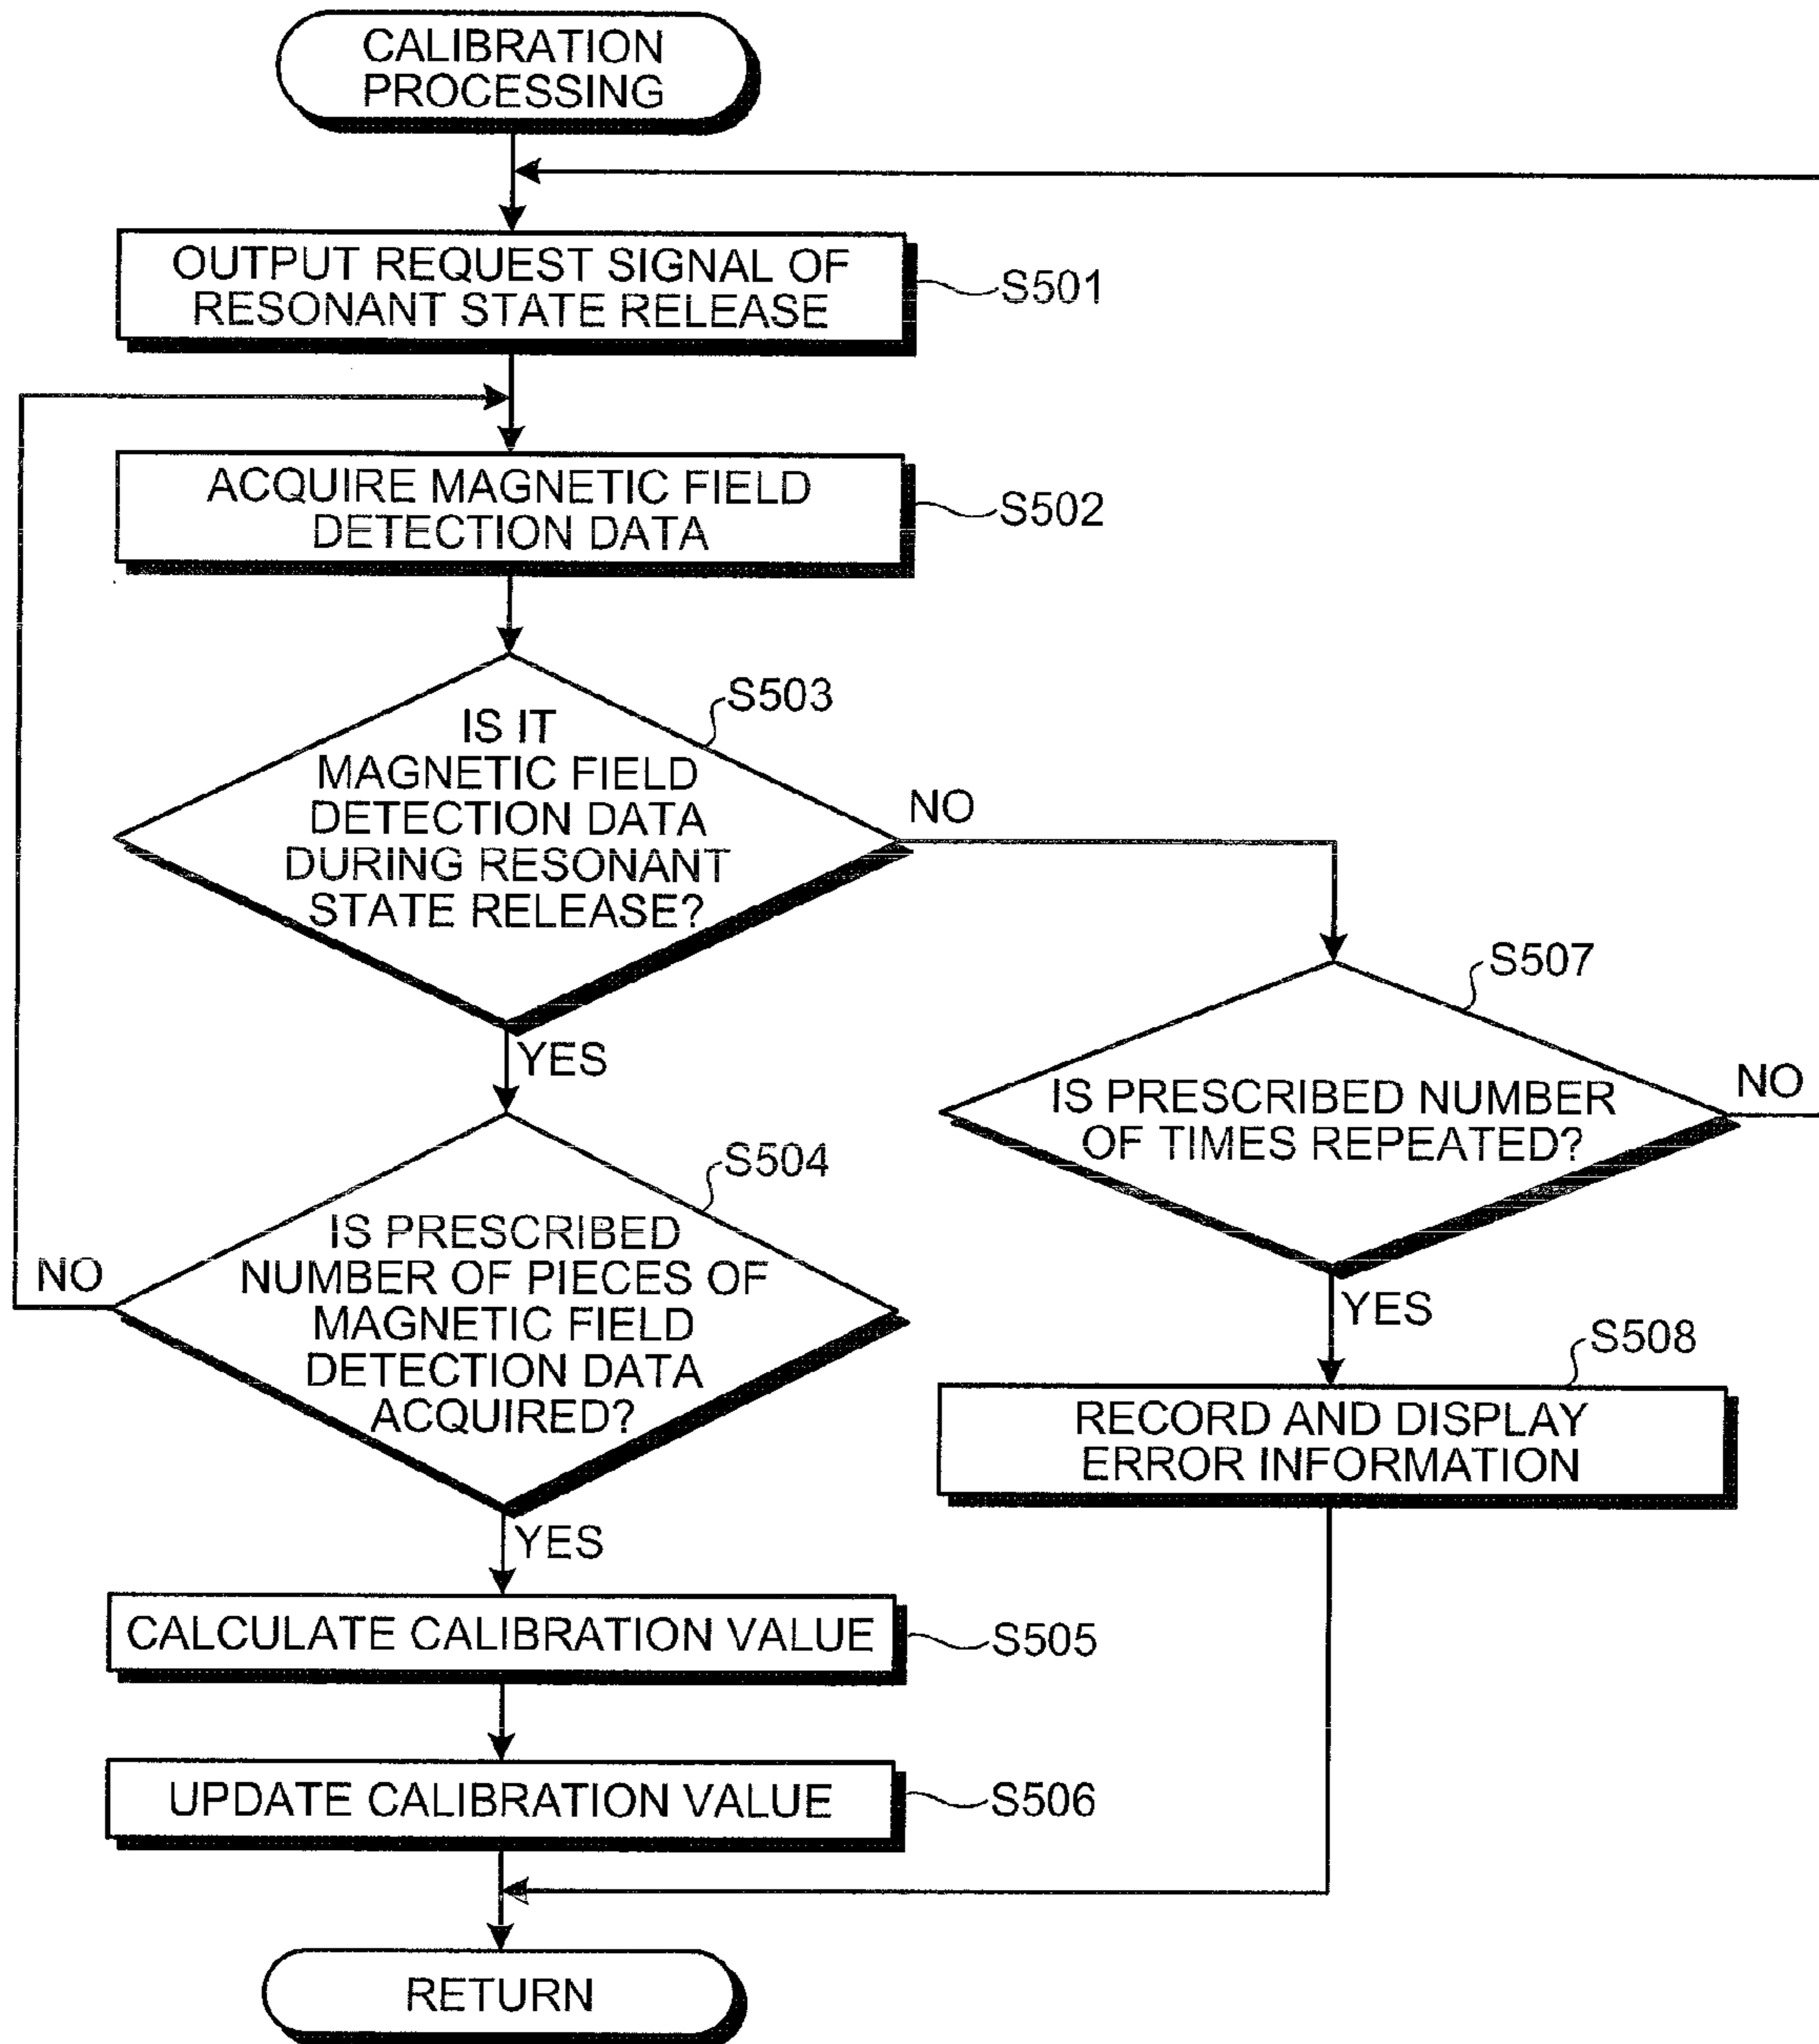 CALIBRATION
PROCESSING
OUTPUT REQUEST SIGNAL OF
RESONANT STATE RELEASE
S501
ACQUIRE MAGNETIC FIELD
DETECTION DATA
S502
S503
IS IT
MAGNETIC FIELD
DETECTION DATA
DURING RESONANT
STATE RELEASE?
NO
YES
S507
IS PRESCRIBED NUMBER
OF TIMES REPEATED?
NO
YES
S504
IS PRESCRIBED
NUMBER OF PIECES OF
MAGNETIC FIELD
DETECTION DATA
ACQUIRED?
NO
YES
S508
RECORD AND DISPLAY
ERROR INFORMATION
CALCULATE CALIBRATION VALUE
S505
UPDATE CALIBRATION VALUE
S506
RETURN